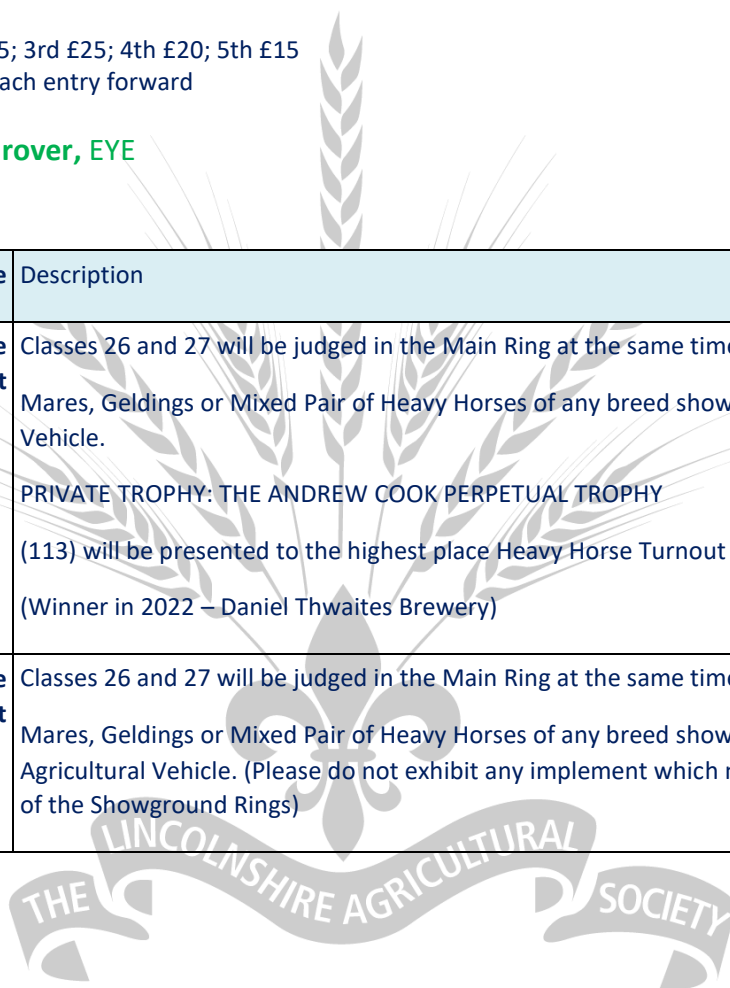 5; 3rd £25; 4th £20; 5th £15
ach entry forward
rover, EYE
e Description
e Classes 26 and 27 will be judged in the Main Ring at the same time
t
Mares, Geldings or Mixed Pair of Heavy Horses of any breed show
Vehicle.
PRIVATE TROPHY: THE ANDREW COOK PERPETUAL TROPHY
(113) will be presented to the highest place Heavy Horse Turnout
(Winner in 2022 – Daniel Thwaites Brewery)
e Classes 26 and 27 will be judged in the Main Ring at the same time
t
Mares, Geldings or Mixed Pair of Heavy Horses of any breed show
Agricultural Vehicle. (Please do not exhibit any implement which
of the Showground Rings)
THE LINCOLNSHIRE AGRICULTURAL SOCIETY